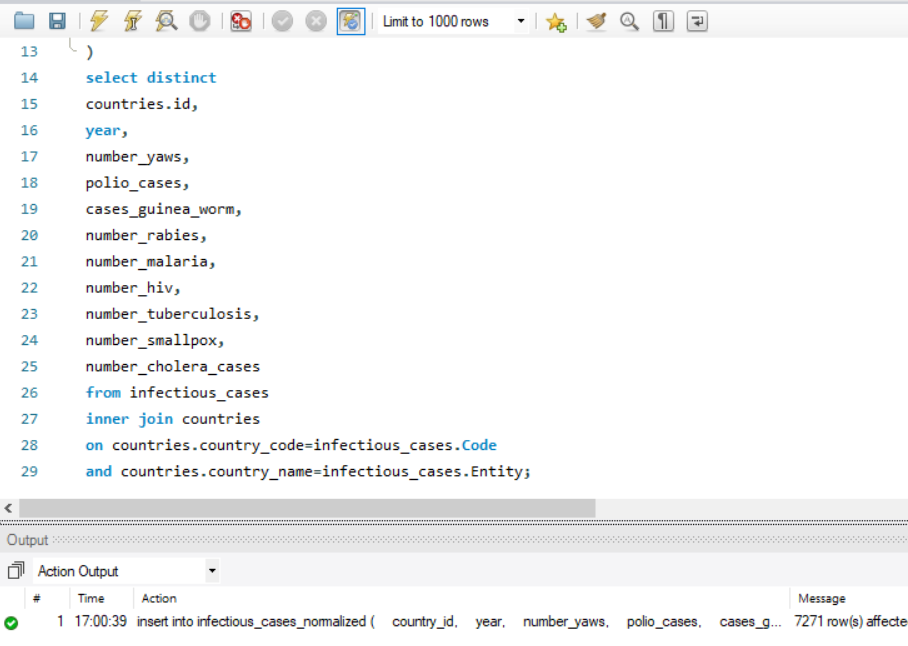 Limit to 1000 rows
13 )
14 select distinct
15 countries.id,
16 year,
17 number_yaws,
18 polio_cases,
19 cases_guinea_worm,
20 number_rabies,
21 number_malaria,
22 number_hiv,
23 number_tuberculosis,
24 number_smallpox,
25 number_cholera_cases
26 from infectious_cases
27 inner join countries
28 on countries.country_code=infectious_cases.Code
29 and countries.country_name=infectious_cases.Entity;
Output
Action Output
# Time Action Message
1 17:00:39 insert into infectious_cases_normalized ( country_id, year, number_yaws, polio_cases, cases_g... 7271 row(s) affecte